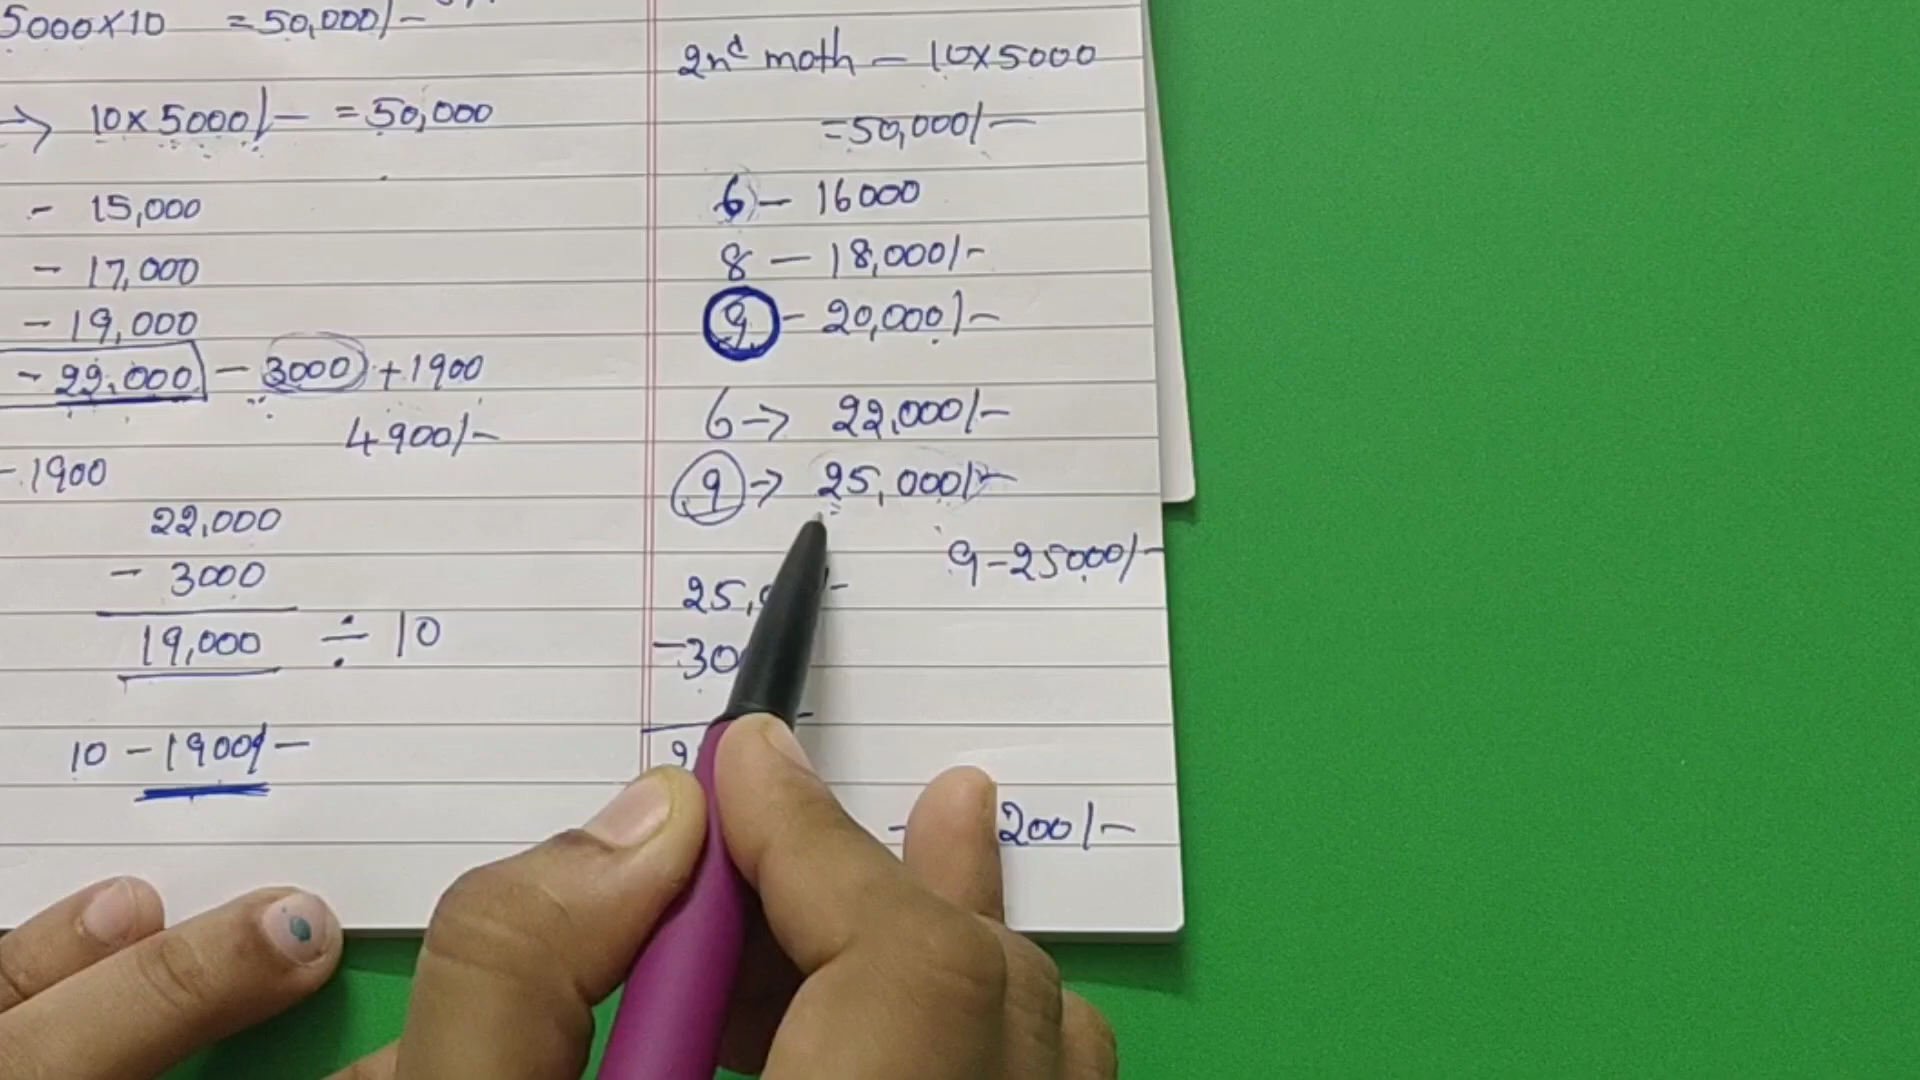 5000×10 =50,000/-
→ 10×5000/- =50,000
- 15,000
- 17,000
- 19,000
- 22,000 - 3000 +1900
4900/-
-1900
22,000
- 3000
19,000 ÷ 10
10 - 1900/-
2nd moth - 10×5000
=50,000/-
6 - 16000
8 - 18,000/-
9 - 20,000/-
6 → 22,000/-
9 → 25,000/-
9-25000/-
25,
-30
200/-